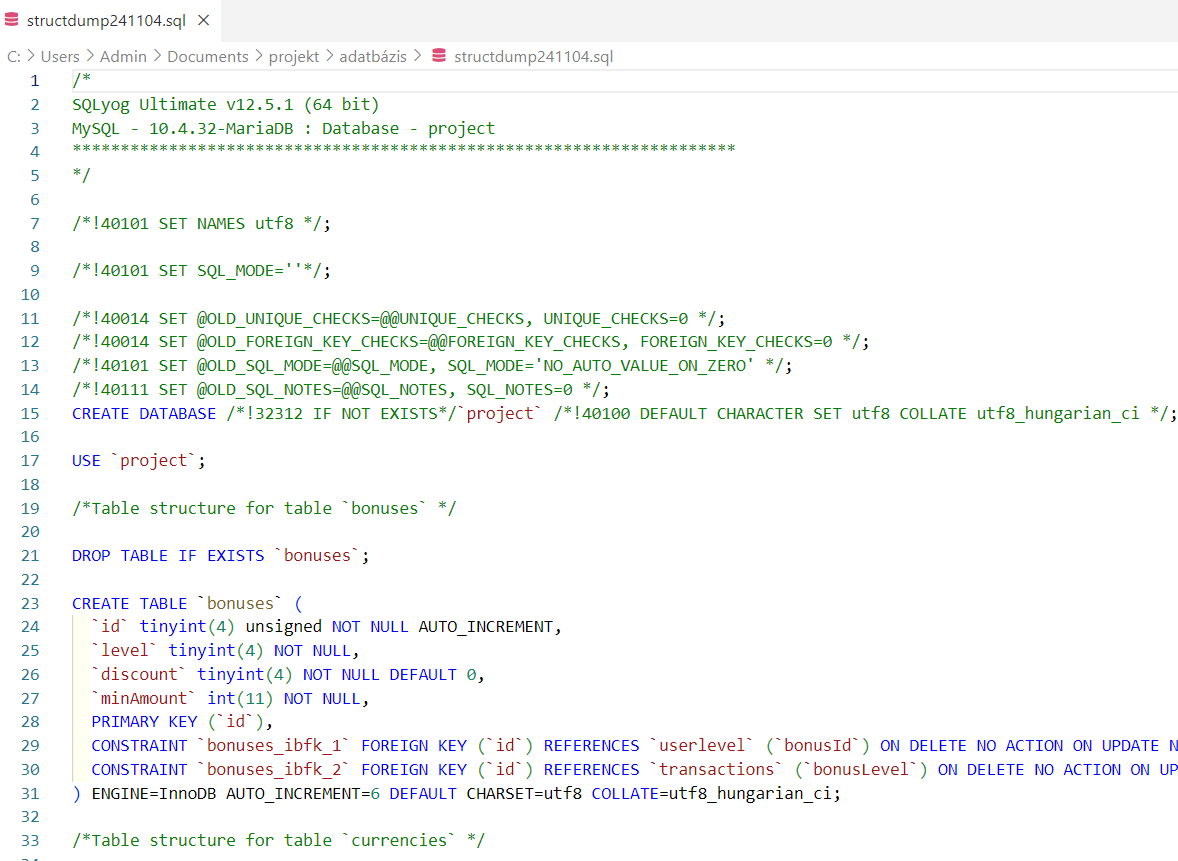 structdump241104.sql
C: > Users > Admin > Documents > projekt > adatbázis > structdump241104.sql
1 /*
2 SQLyog Ultimate v12.5.1 (64 bit)
3 MySQL - 10.4.32-MariaDB : Database - project
4 *********************************************************************
5 */
6
7 /*!40101 SET NAMES utf8 */;
8
9 /*!40101 SET SQL_MODE=''*/;
10
11 /*!40014 SET @OLD_UNIQUE_CHECKS=@@UNIQUE_CHECKS, UNIQUE_CHECKS=0 */;
12 /*!40014 SET @OLD_FOREIGN_KEY_CHECKS=@@FOREIGN_KEY_CHECKS, FOREIGN_KEY_CHECKS=0 */;
13 /*!40101 SET @OLD_SQL_MODE=@@SQL_MODE, SQL_MODE='NO_AUTO_VALUE_ON_ZERO' */;
14 /*!40111 SET @OLD_SQL_NOTES=@@SQL_NOTES, SQL_NOTES=0 */;
15 CREATE DATABASE /*!32312 IF NOT EXISTS*/`project` /*!40100 DEFAULT CHARACTER SET utf8 COLLATE utf8_hungarian_ci */;
16
17 USE `project`;
18
19 /*Table structure for table `bonuses` */
20
21 DROP TABLE IF EXISTS `bonuses`;
22
23 CREATE TABLE `bonuses` (
24   `id` tinyint(4) unsigned NOT NULL AUTO_INCREMENT,
25   `level` tinyint(4) NOT NULL,
26   `discount` tinyint(4) NOT NULL DEFAULT 0,
27   `minAmount` int(11) NOT NULL,
28   PRIMARY KEY (`id`),
29   CONSTRAINT `bonuses_ibfk_1` FOREIGN KEY (`id`) REFERENCES `userlevel` (`bonusId`) ON DELETE NO ACTION ON UPDATE N
30   CONSTRAINT `bonuses_ibfk_2` FOREIGN KEY (`id`) REFERENCES `transactions` (`bonusLevel`) ON DELETE NO ACTION ON UP
31 ) ENGINE=InnoDB AUTO_INCREMENT=6 DEFAULT CHARSET=utf8 COLLATE=utf8_hungarian_ci;
32
33 /*Table structure for table `currencies` */